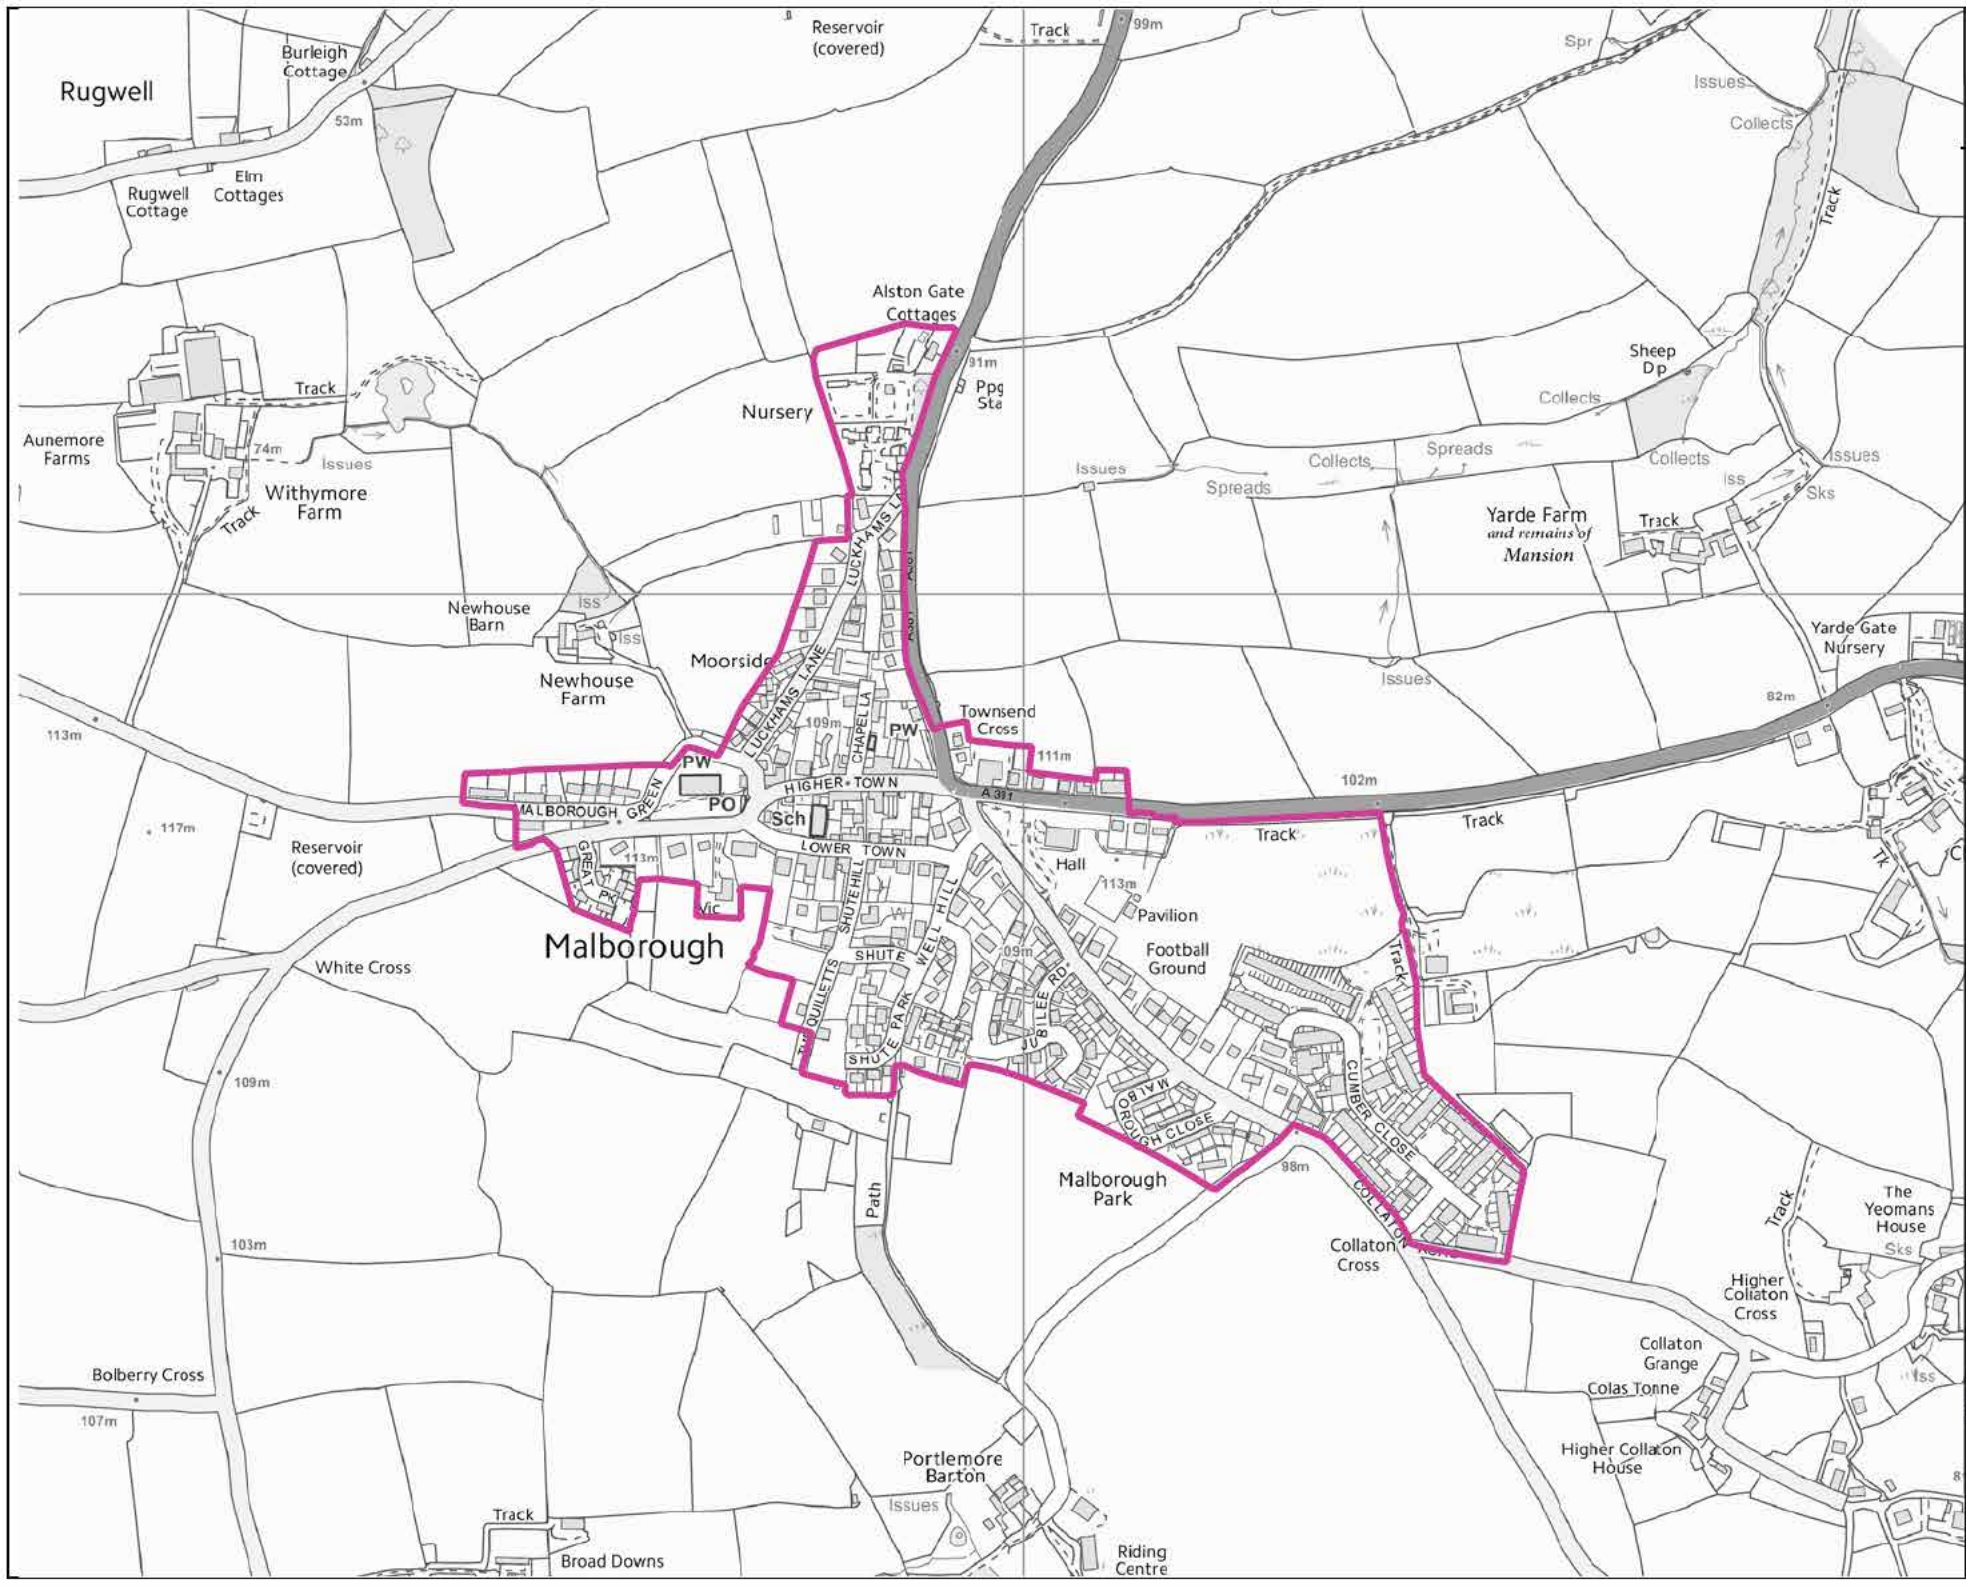 99m
Track
Reservoir
(covered)
Spr
Burleigh
Cottage
Rugwell
Issues
Collects
53m
Elm
Cottages
Rugwell
Cottage
Track
Alston Gate
Cottages
91m
Ppg
Sta
Sheep
Dp
Track
Nursery
Collects
Aunemore
Farms
74m
Issues
Withymore
Farm
Track
Issues
Spreads
Collects
Spreads
Collects
Issues
Iss
Sks
Yarde Farm
and remains of
Mansion
Track
LUCKHAMS
Newhouse
Barn
Iss
Iss
Newhouse
Farm
Moorside
LUCKHAMS LANE
Yarde Gate
Nursery
Issues
82m
113m
109m
CHAPEL LA
PW
Townsend
Cross
111m
102m
PW
PO
MALBOROUGH GREEN
HIGHER TOWN
A 381
Sch
LOWER TOWN
Track
Track
Tk
117m
Reservoir
(covered)
GREAT
PK
113m
Vic
SHUTEHILL
WELL HILL
Hall
113m
Pavilion
Football
Ground
Malborough
White Cross
SHUTE
QUILLETTS
SHUTE PARK
09m
JUBILEE RD
Track
CUMBER CLOSE
MALBOROUGH CLOSE
109m
Malborough
Park
98m
COLLATON
Collaton
Cross
Path
103m
Track
The
Yeomans
House
Sks
Higher
Collaton
Cross
Collaton
Grange
Colas Tonne
Iss
Bolberry Cross
107m
Higher Collaton
House
Portlemore
Barton
Issues
Track
Broad Downs
Riding
Centre